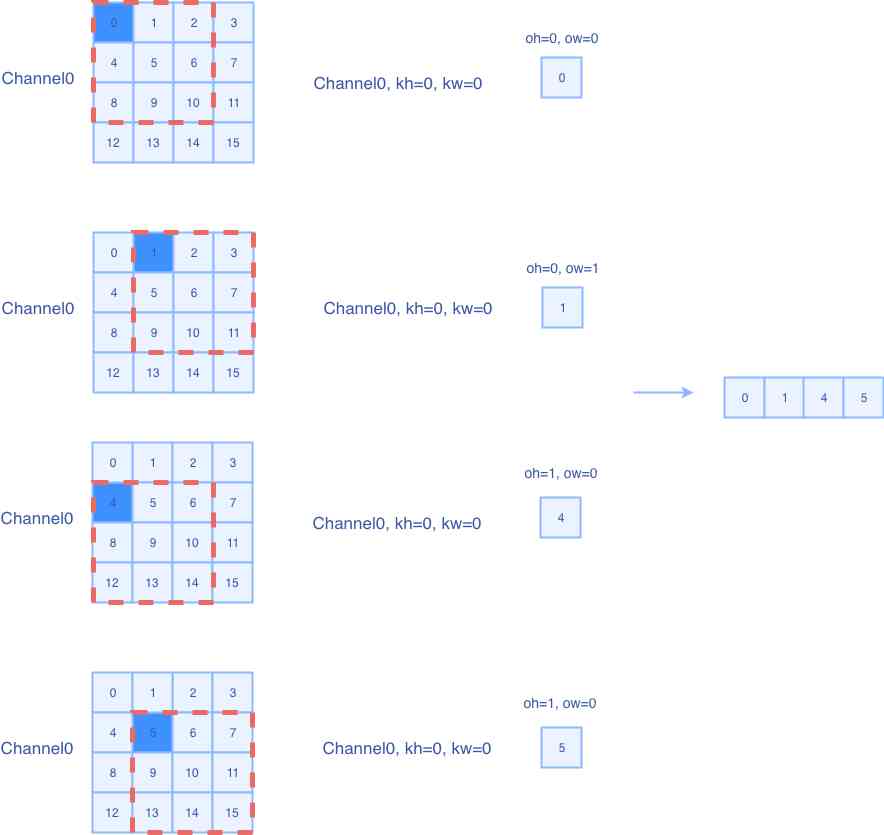 0 1 2 3
oh=0, ow=0
4 5 6 7
Channel0
Channel0, kh=0, kw=0
0
8 9 10 11
12 13 14 15
0 1 2 3
oh=0, ow=1
4 5 6 7
Channel0
Channel0, kh=0, kw=0
1
8 9 10 11
12 13 14 15
0 1 4 5
0 1 2 3
oh=1, ow=0
4 5 6 7
Channel0
Channel0, kh=0, kw=0
4
8 9 10 11
12 13 14 15
0 1 2 3
oh=1, ow=0
4 5 6 7
Channel0
Channel0, kh=0, kw=0
5
8 9 10 11
12 13 14 15